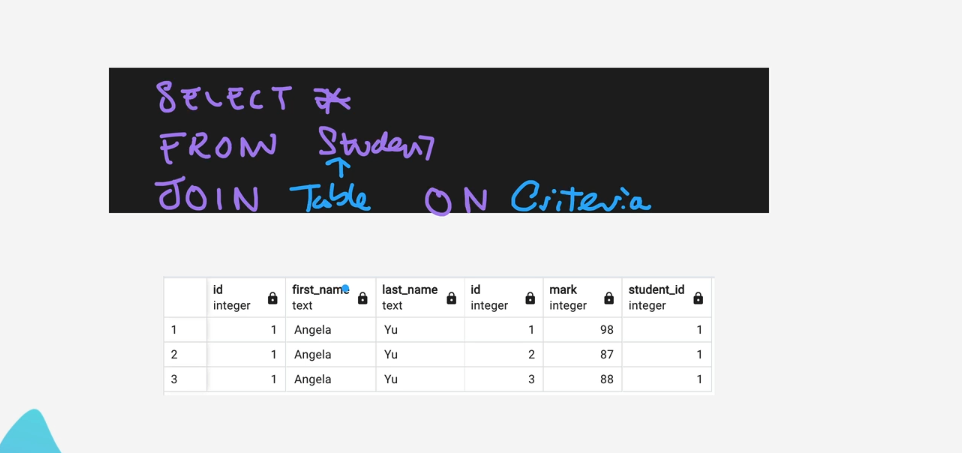 SELECT *
FROM Student
JOIN Table ON Criteria
id first_name last_name id mark student_id
integer text text integer integer integer
1 1 Angela Yu 1 98 1
2 1 Angela Yu 2 87 1
3 1 Angela Yu 3 88 1